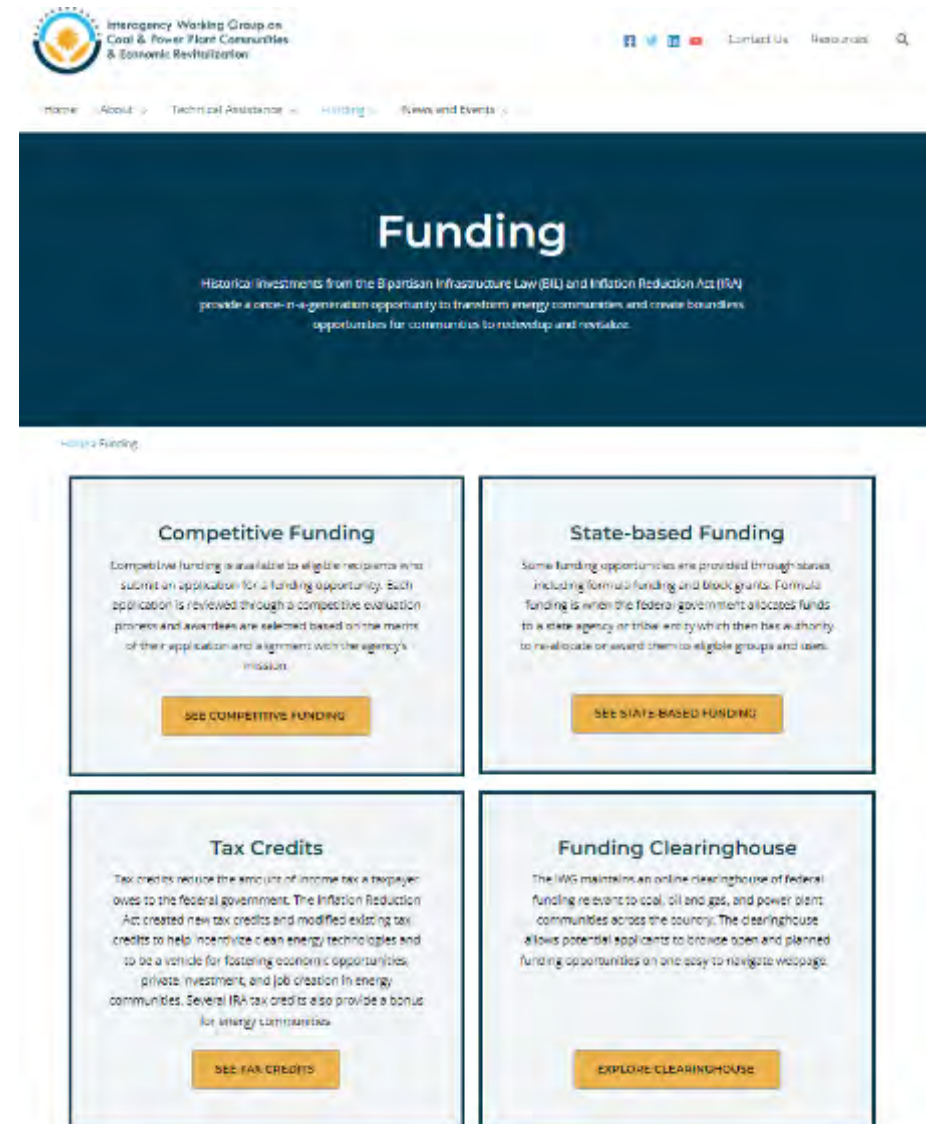 Interagency Working Group on
Coal & Power Plant Communities
& Economic Revitalization
Contact Us Resources
Home About Technical Assistance Funding News and Events
Funding
Historical investments from the Bipartisan Infrastructure Law (BIL) and Inflation Reduction Act (IRA)
provide a once-in-a-generation opportunity to transform energy communities and create boundless
opportunities for communities to redevelop and revitalize.
Home » Funding
Competitive Funding
Competitive funding is available to eligible recipients who
submit an application for a funding opportunity. Each
application is reviewed through a competitive evaluation
process and awardees are selected based on the merits
of their application and alignment with the agency's
mission.
SEE COMPETITIVE FUNDING
State-based Funding
Some funding opportunities are provided through states,
including formula funding and block grants. Formula
funding is when the federal government allocates funds
to a state agency or tribal entity which then has authority
to re-allocate or award them to eligible groups and uses.
SEE STATE-BASED FUNDING
Tax Credits
Tax credits reduce the amount of income tax a taxpayer
owes to the federal government. The Inflation Reduction
Act created new tax credits and modified existing tax
credits to help incentivize clean energy technologies and
to be a vehicle for fostering economic opportunities,
private investment, and job creation in energy
communities. Several IRA tax credits also provide a bonus
for energy communities.
SEE TAX CREDITS
Funding Clearinghouse
The IWG maintains an online clearinghouse of federal
funding relevant to coal, oil and gas, and power plant
communities across the country. The clearinghouse
allows potential applicants to browse open and planned
funding opportunities on one easy to navigate webpage.
EXPLORE CLEARINGHOUSE